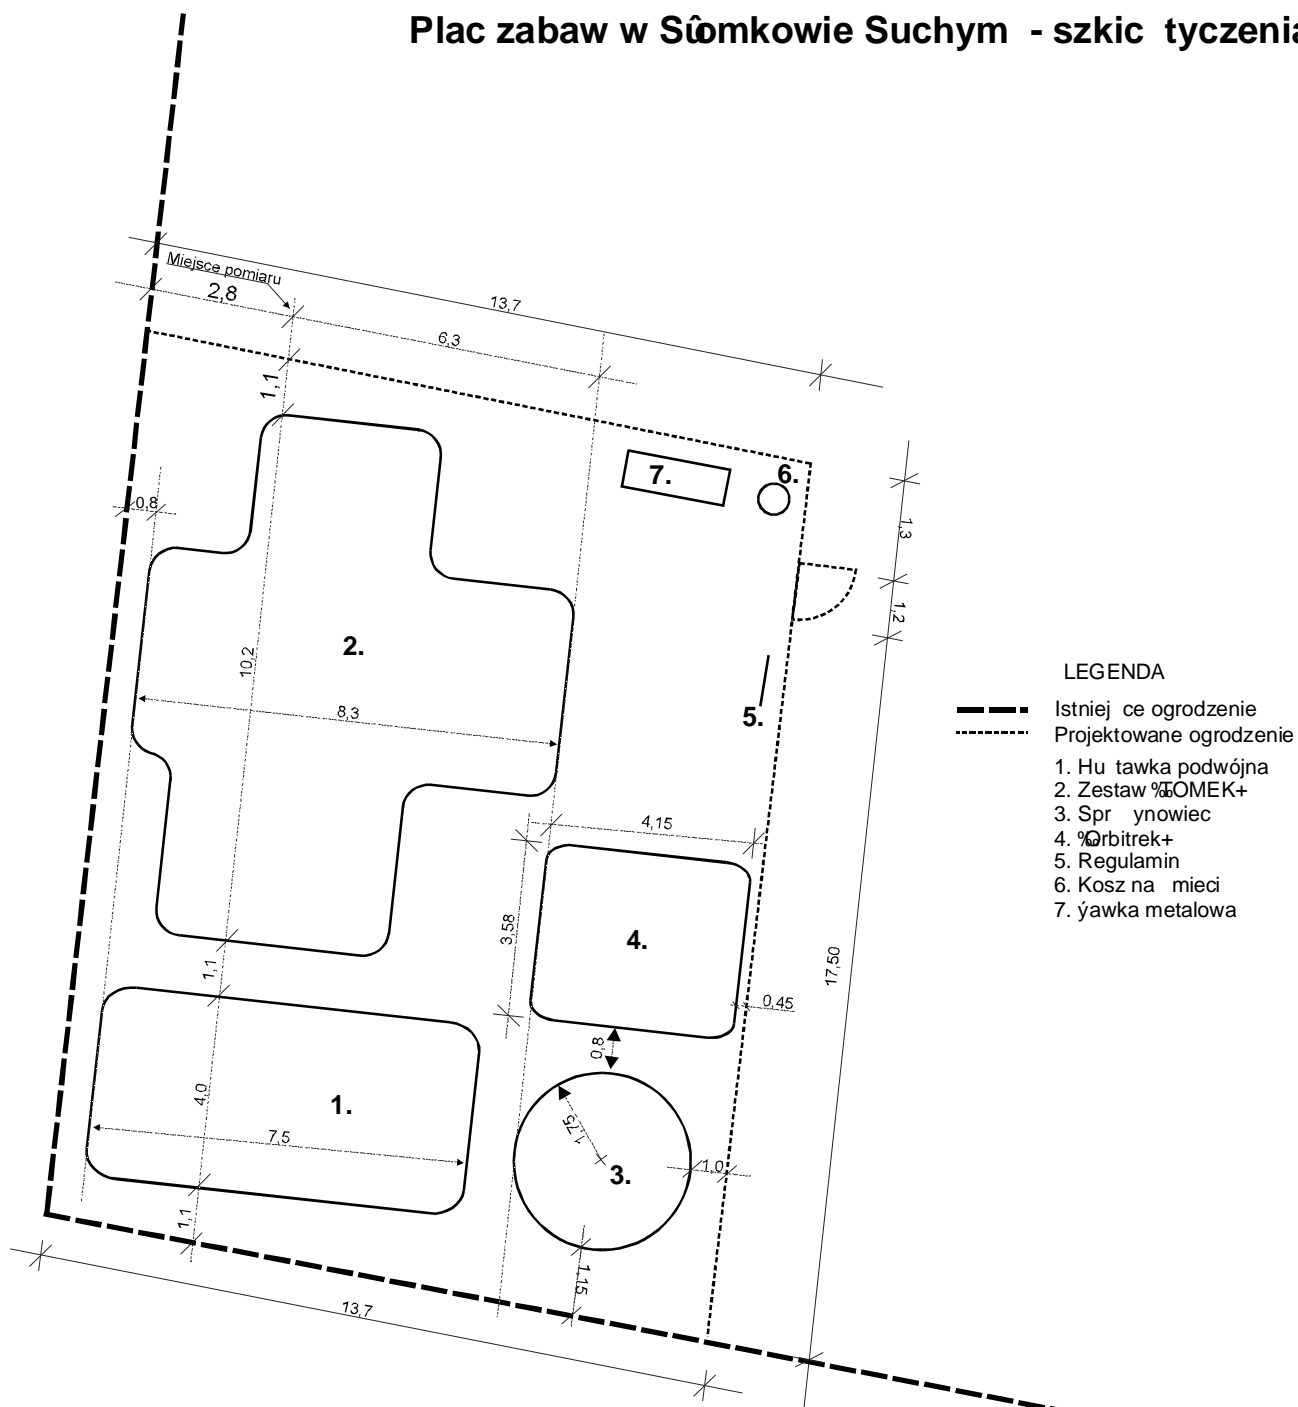 Plac zabaw w Sûomkowie Suchym - szkic tyczenia
Miejsce pomiaru
2,8
13,7
6,3
1,1
7.
6.
0,8
1,3
1,2
2.
10,2
8,3
5.
LEGENDA
Istniej ce ogrodzenie
Projektowane ogrodzenie
1. Hu tawka podwójna
2. Zestaw ‰TOMEK+
3. Spr ynowiec
4. ‰Orbitrek+
5. Regulamin
6. Kosz na mieci
7. ýawka metalowa
4,15
3,58
4.
17,50
1,1
0,45
0,8
4,0
1.
7,5
1,75
3.
1,0
1,1
1,15
13,7